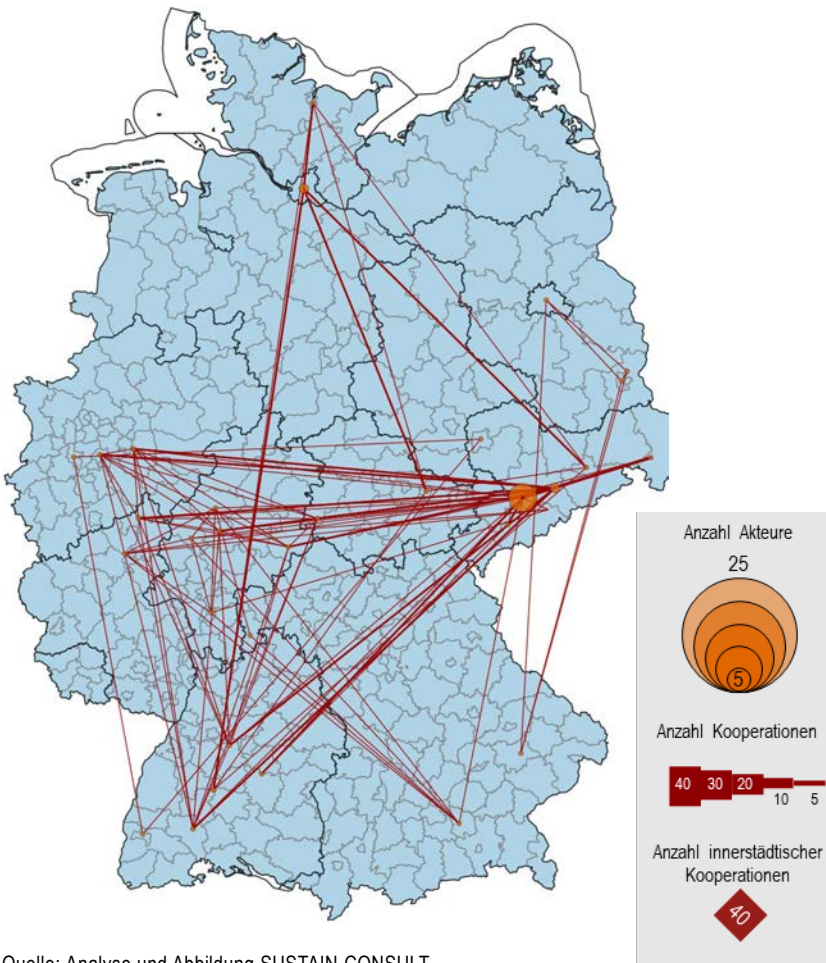 Anzahl Akteure
25
5
Anzahl Kooperationen
40 30 20 10 5
Anzahl innerstädtischer
Kooperationen
40
Quelle: Analyse und Abbildung SUSTAIN CONSULT